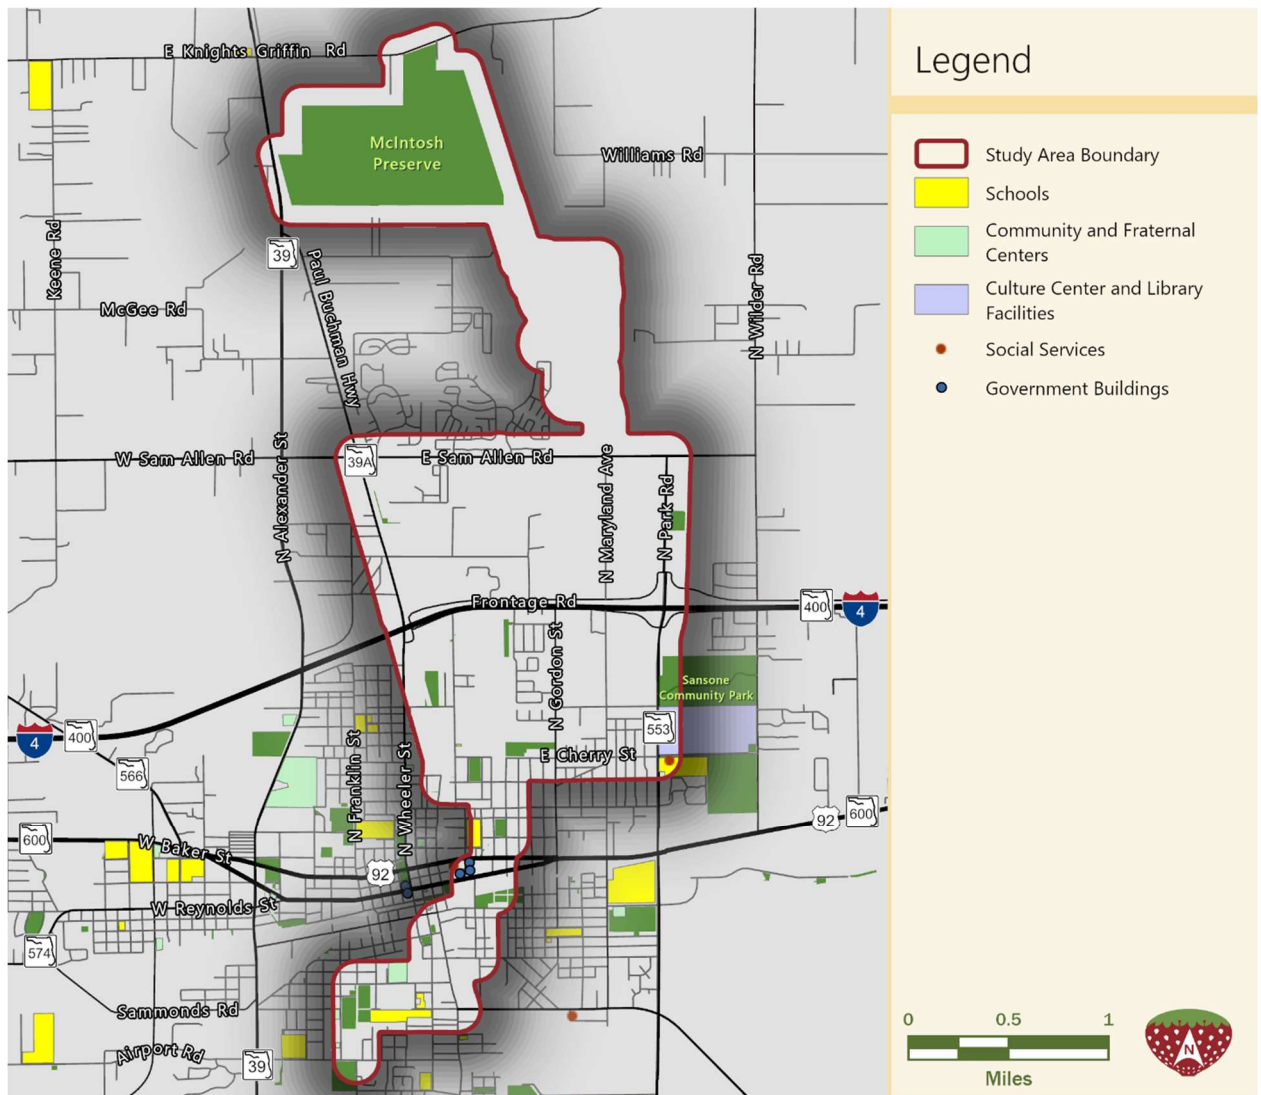 Legend
Study Area Boundary
Schools
Community and Fraternal
Centers
Culture Center and Library
Facilities
Social Services
Government Buildings
E Knights Griffin Rd
McIntosh
Preserve
Williams Rd
Keene Rd
39
Paul Buchman Hwy
N Wilder Rd
McGee Rd
W Sam Allen Rd
39A
E Sam Allen Rd
N Alexander St
N Maryland Ave
N Park Rd
Frontage Rd
400
4
N Gordon St
Sansone
Community Park
553
4
400
566
N Franklin St
N Wheeler St
E Cherry St
600
W Baker St
92
92
600
W Reynolds St
574
Sammonds Rd
Airport Rd
39
0 0.5 1
Miles
N